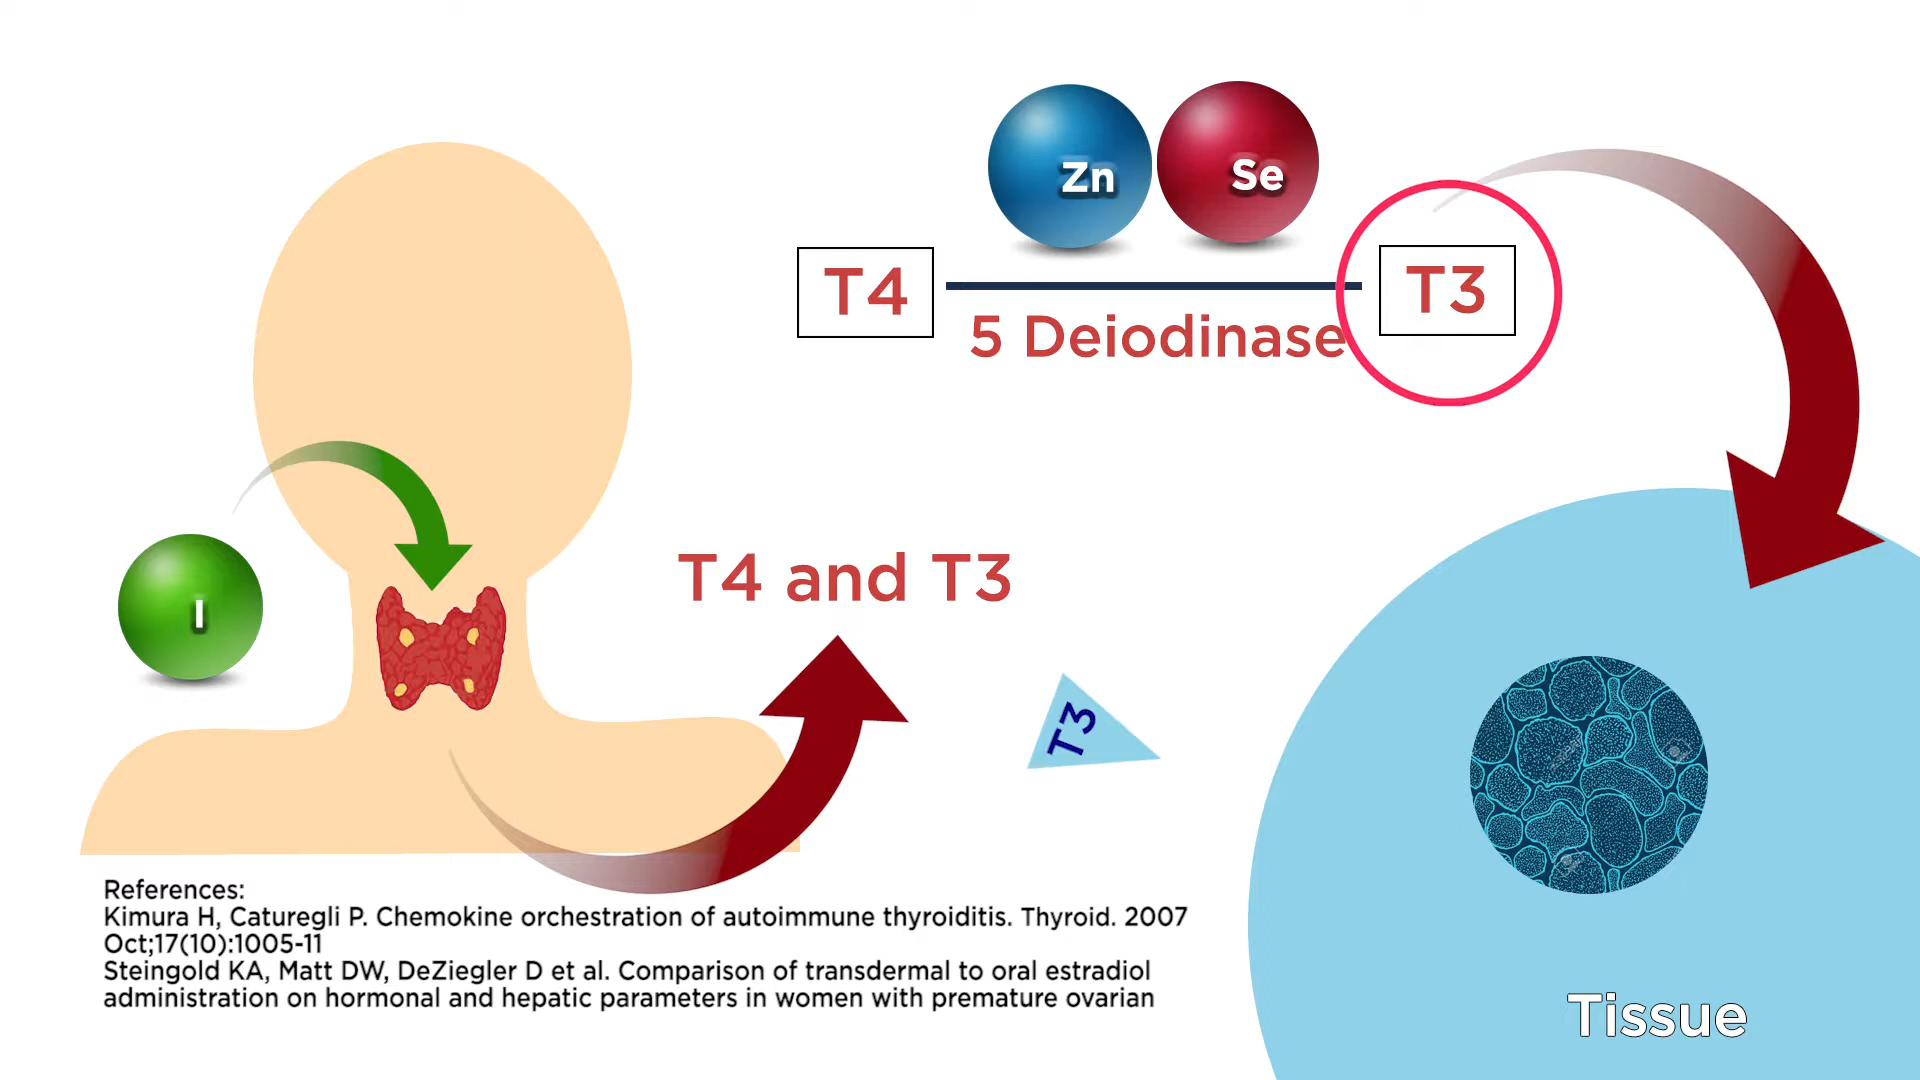 Zn
Se
T4
T3
5 Deiodinase
I
T4 and T3
T3
References:
Kimura H, Caturegli P. Chemokine orchestration of autoimmune thyroiditis. Thyroid. 2007
Oct;17(10):1005-11
Steingold KA, Matt DW, DeZiegler D et al. Comparison of transdermal to oral estradiol
administration on hormonal and hepatic parameters in women with premature ovarian
Tissue